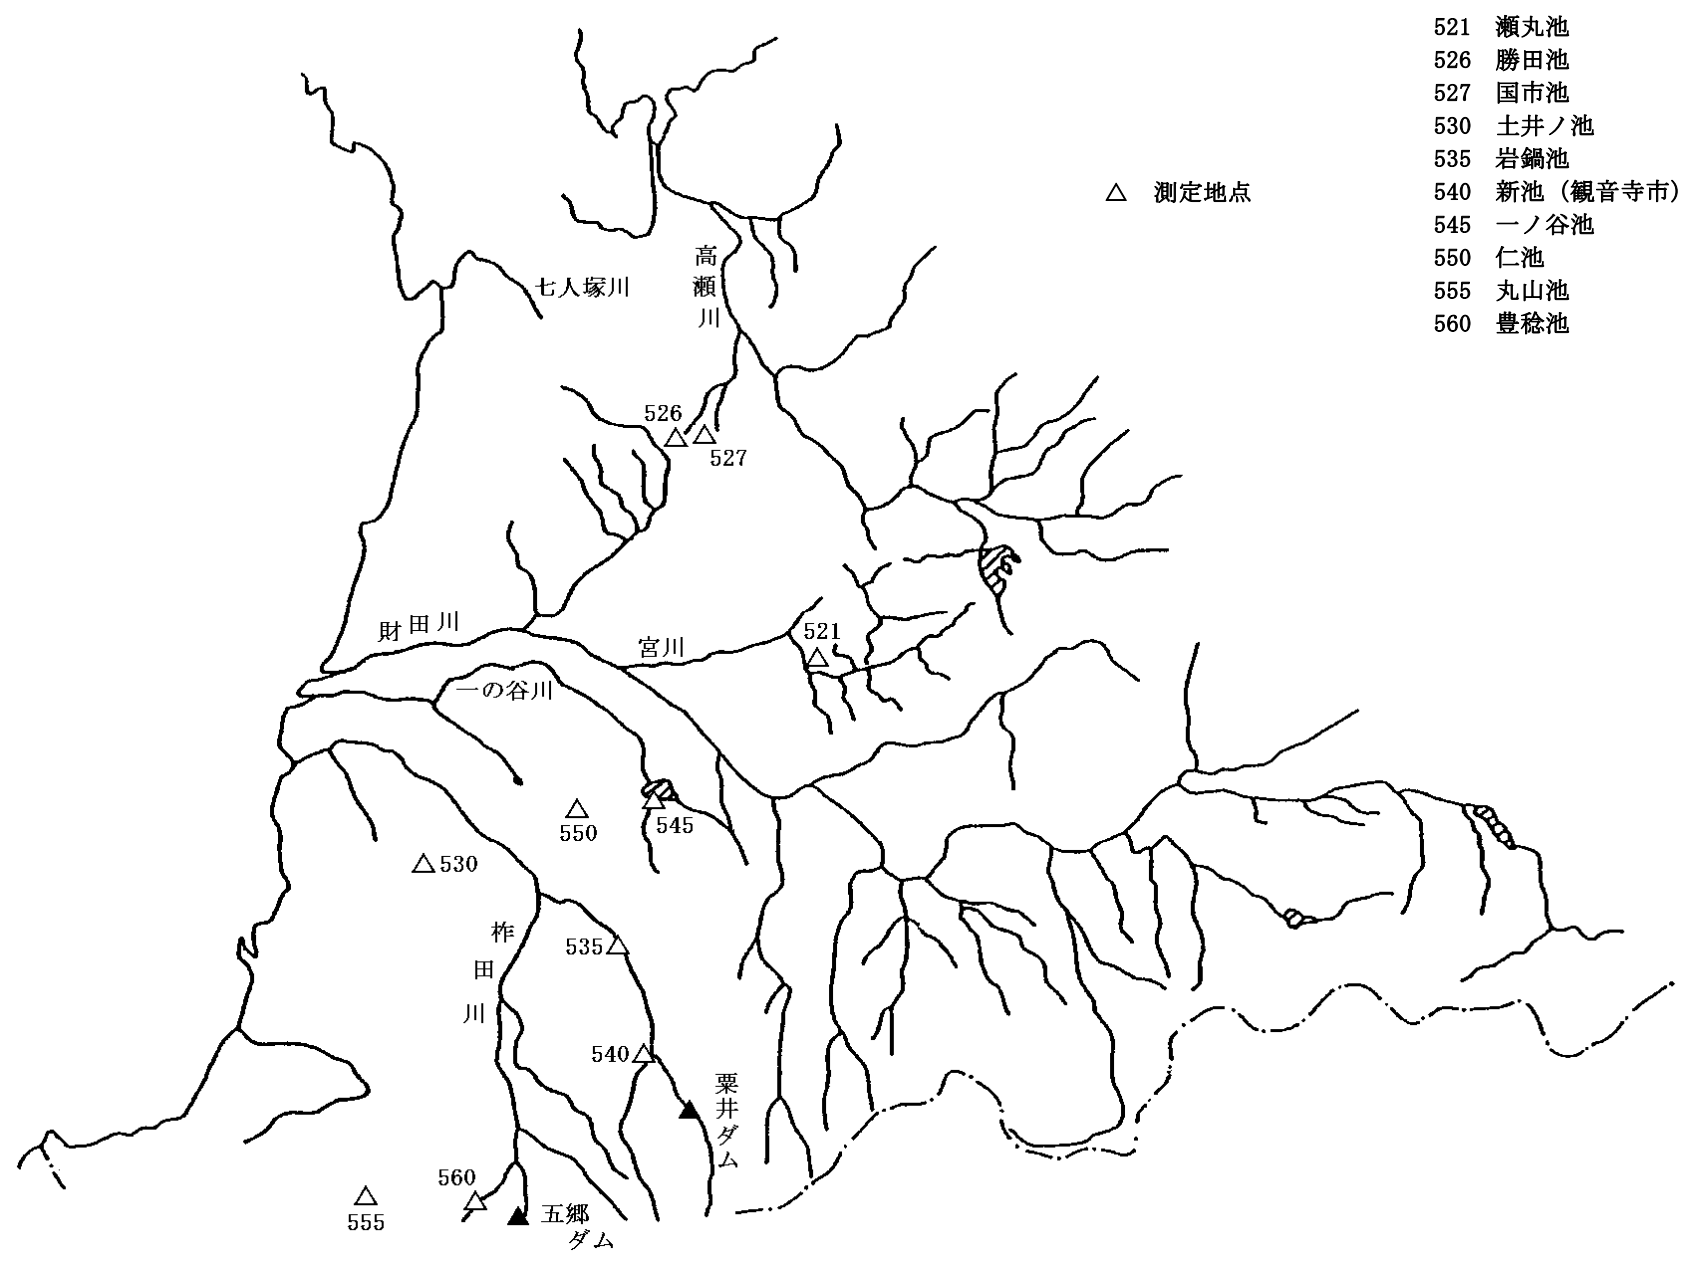 521 瀬丸池
526 勝田池
527 国市池
530 土井ノ池
535 岩鍋池
540 新池 (観音寺市)
545 一ノ谷池
550 仁池
555 丸山池
560 豊稔池
△ 測定地点
高瀬川
七人塚川
526
527
財田川
宮川
521
一の谷川
550
545
530
柞田川
535
540
粟井ダム
560
555
五郷
ダム